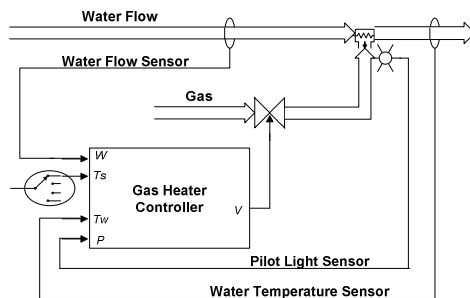 Water Flow
Water Flow Sensor
Gas
W
Ts
Gas Heater
Controller
V
Tw
P
Pilot Light Sensor
Water Temperature Sensor